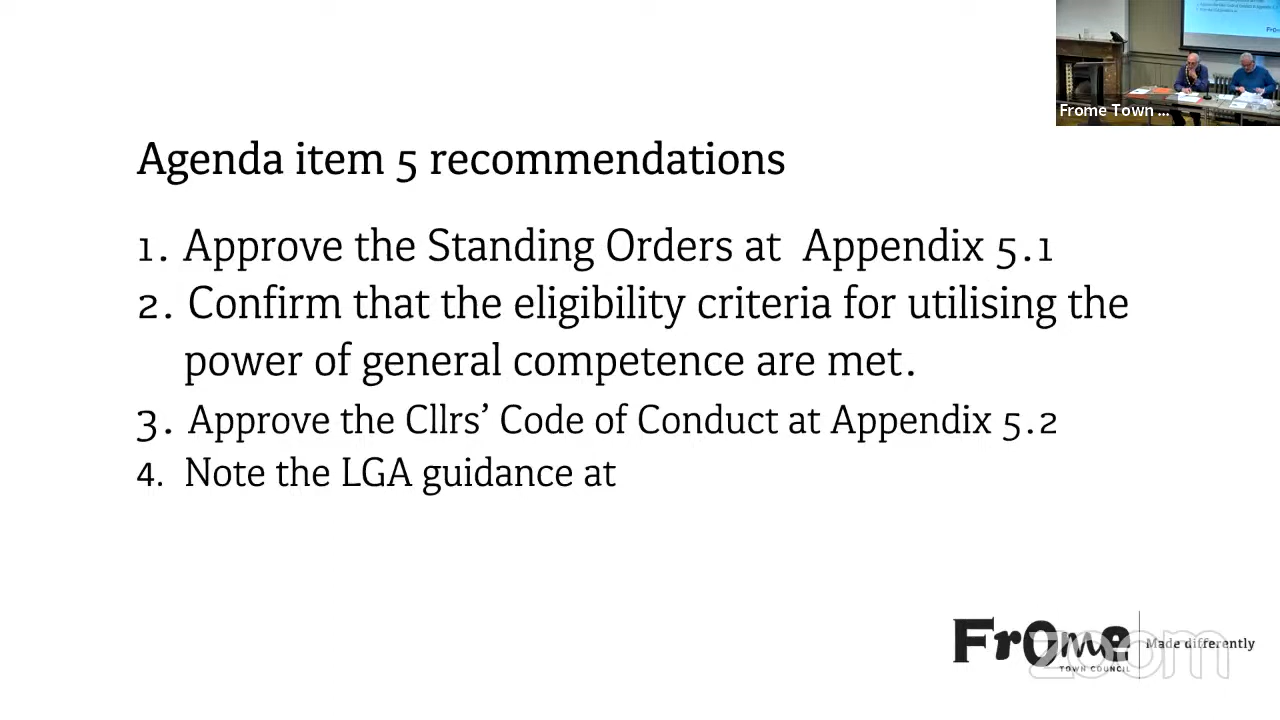 Frome Town ...
Agenda item 5 recommendations
1. Approve the Standing Orders at Appendix 5.1
2. Confirm that the eligibility criteria for utilising the
power of general competence are met.
3. Approve the Cllrs’ Code of Conduct at Appendix 5.2
4. Note the LGA guidance at
Frome
TOWN COUNCIL
Made differently
zoom